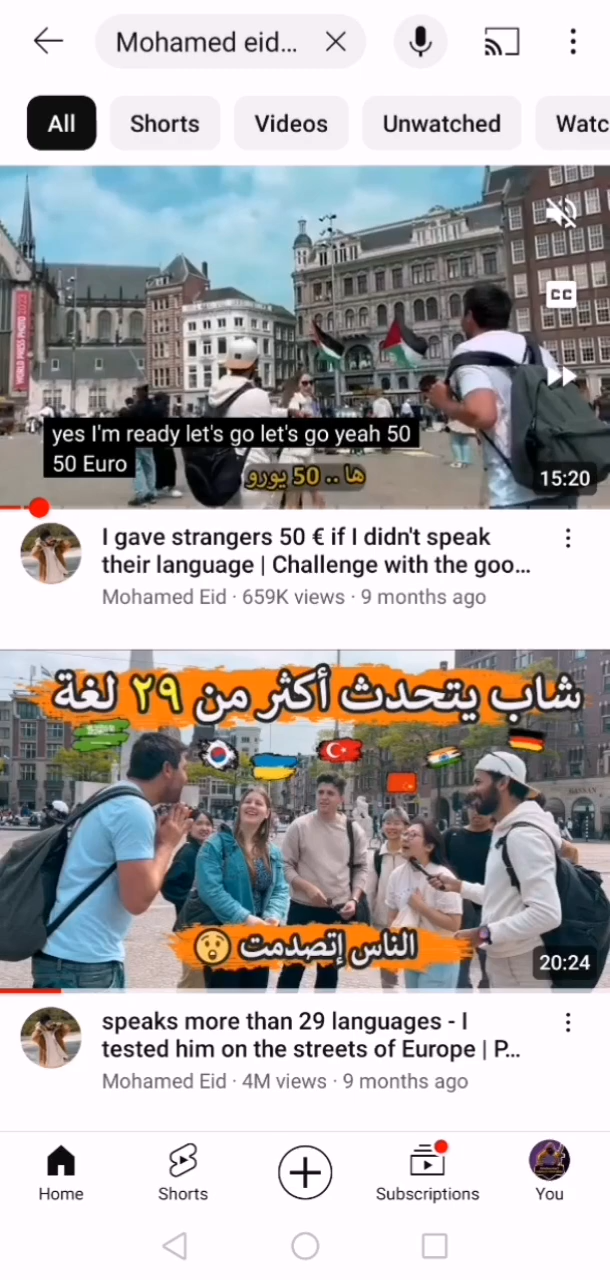 Mohamed eid...
All
Shorts
Videos
Unwatched
Watc
WORLD PRESS PHOTO 2023
CC
yes I'm ready let's go let's go yeah 50
50 Euro
ها .. 50 يورو
15:20
I gave strangers 50 € if I didn't speak
their language | Challenge with the goo...
Mohamed Eid · 659K views · 9 months ago
شاب يتحدث أكثر من ٢٩ لغة
الناس إتصدمت
20:24
speaks more than 29 languages - I
tested him on the streets of Europe | P...
Mohamed Eid · 4M views · 9 months ago
Home
Shorts
Subscriptions
You